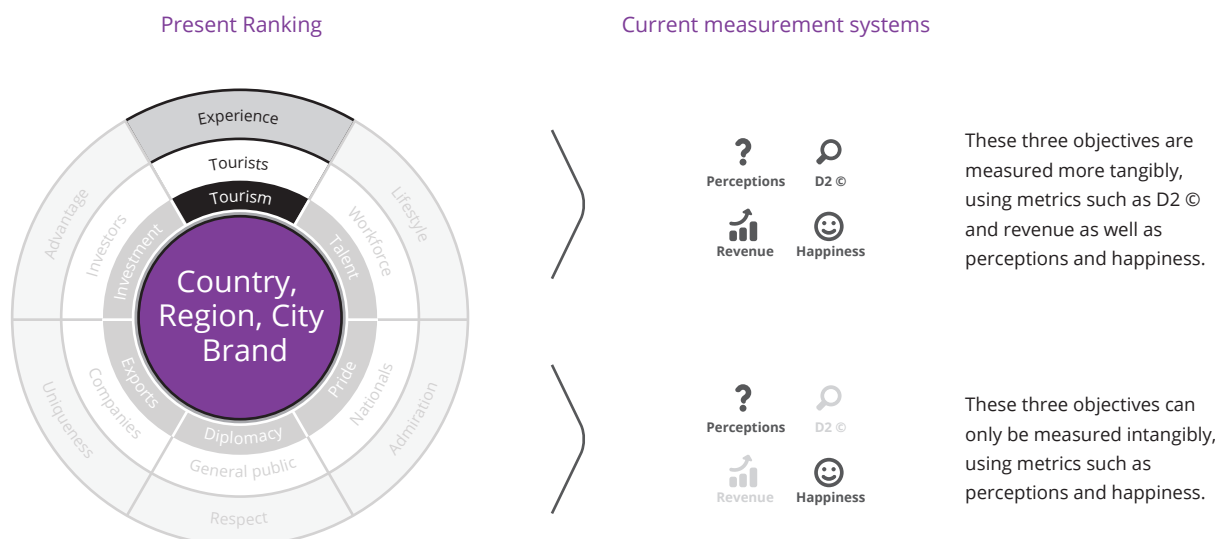 Present Ranking
Current measurement systems
Experience
Tourists
Tourism
Advantage
Investors
Investment
Lifestyle
Workforce
Talent
Country,
Region, City
Brand
Uniqueness
Companies
Exports
Admiration
Nationals
Pride
Diplomacy
General public
Respect
?
Perceptions
D2 ©
Revenue
Happiness
These three objectives are
measured more tangibly,
using metrics such as D2 ©
and revenue as well as
perceptions and happiness.
?
Perceptions
D2 ©
Revenue
Happiness
These three objectives can
only be measured intangibly,
using metrics such as
perceptions and happiness.